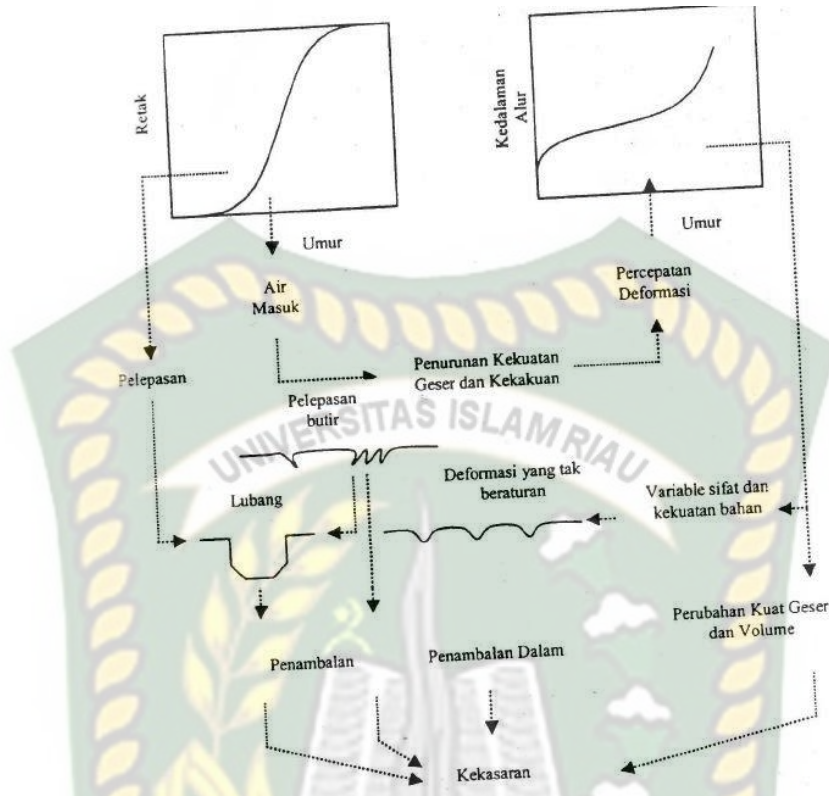 Retak
Kedalaman
Alur
Umur
Umur
Air
Masuk
Percepatan
Deformasi
Pelepasan
Penurunan Kekuatan
Geser dan Kekakuan
Pelepasan
butir
UNIVERSITAS ISLAM RIAU
Lubang
Deformasi yang tak
beraturan
Variable sifat dan
kekuatan bahan
Perubahan Kuat Geser
dan Volume
Penambalan
Penambalan Dalam
Kekasaran